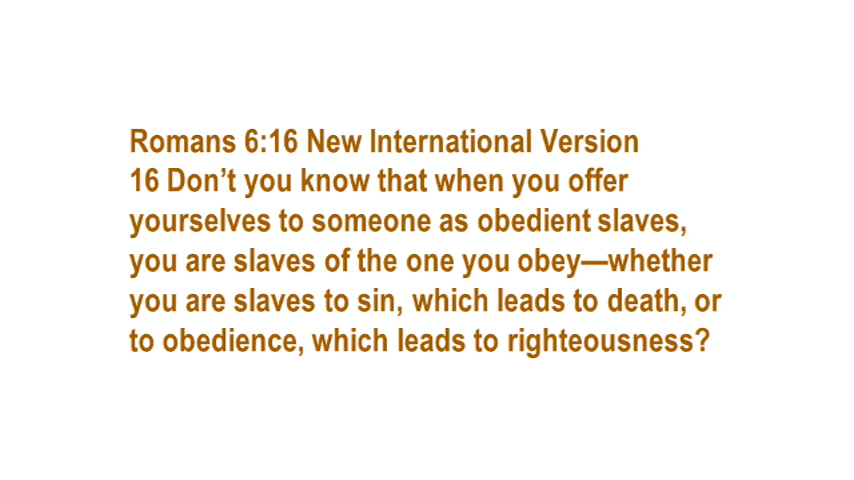 Romans 6:16 New International Version
16 Don’t you know that when you offer
yourselves to someone as obedient slaves,
you are slaves of the one you obey—whether
you are slaves to sin, which leads to death, or
to obedience, which leads to righteousness?